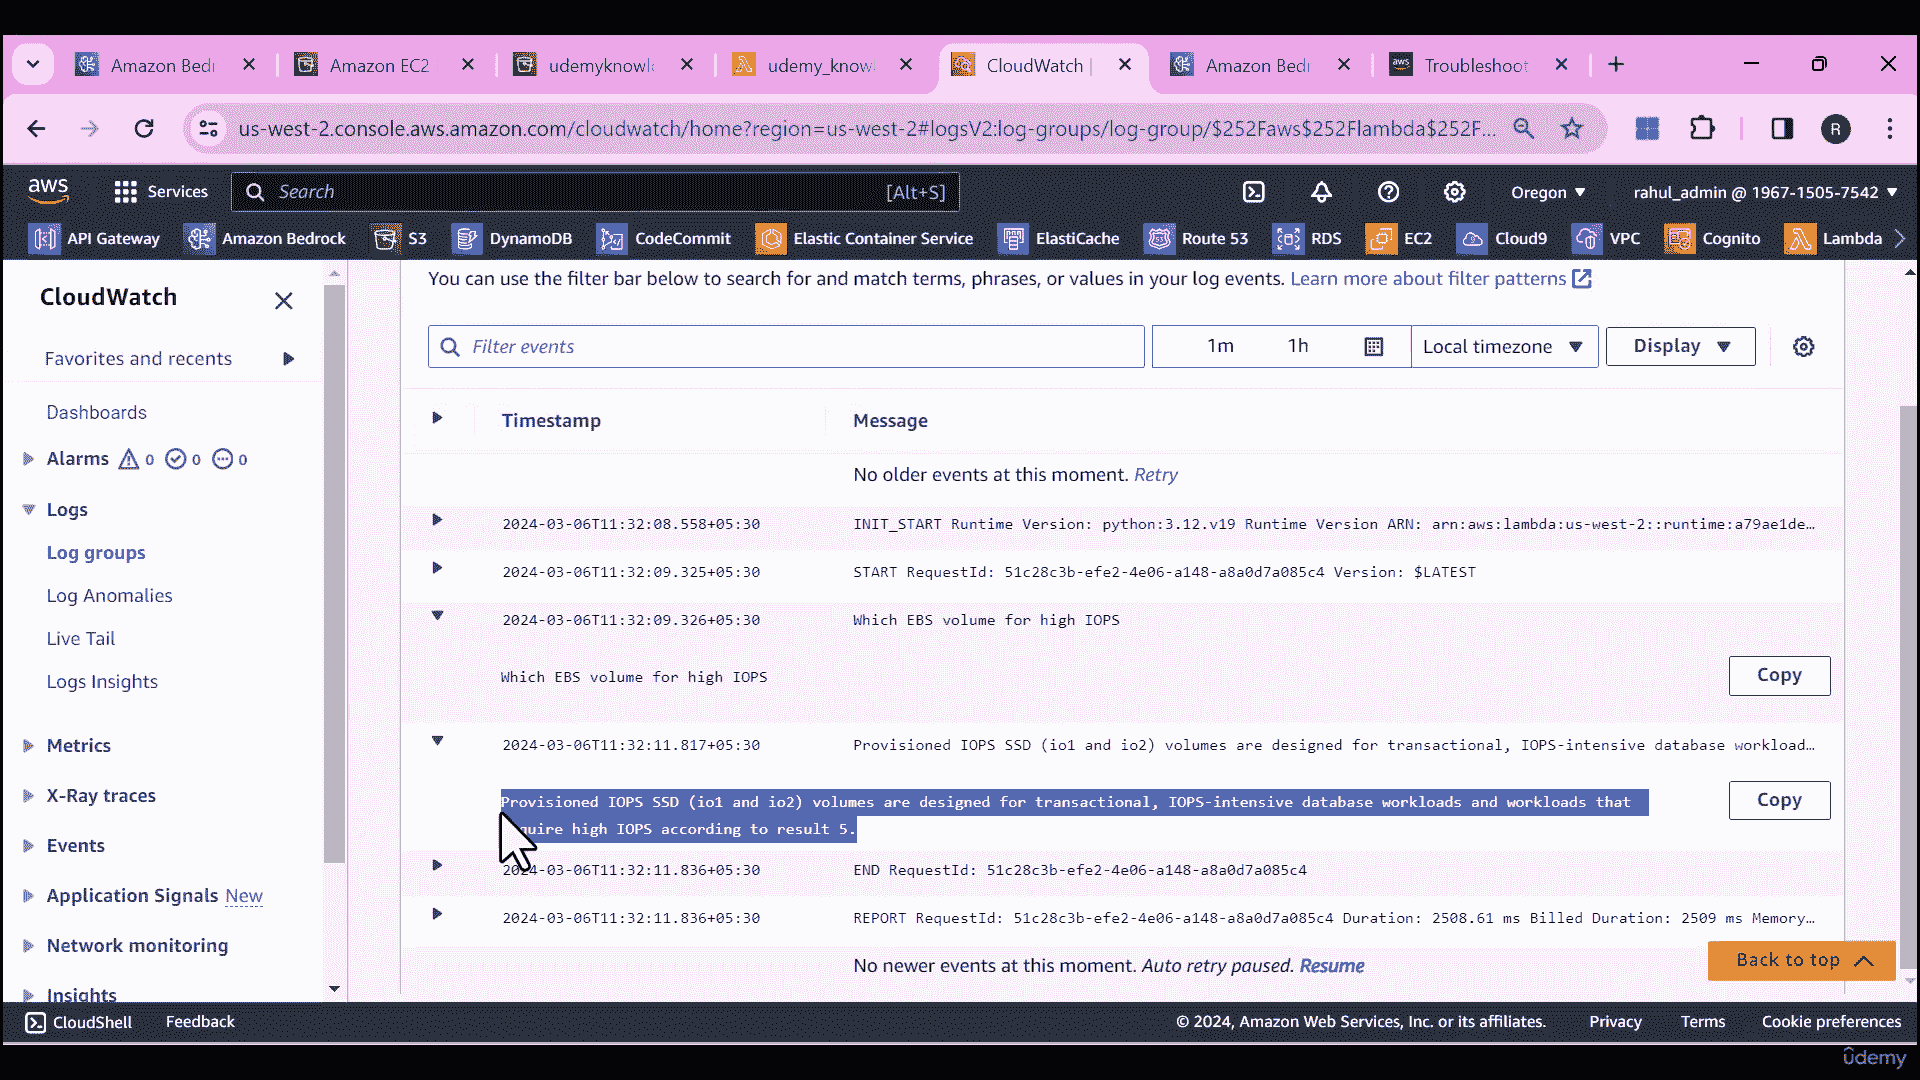 Amazon Bedr
Amazon EC2
udemyknowl
udemy_know
CloudWatch |
Amazon Bedr
aws
Troubleshoot
us-west-2.console.aws.amazon.com/cloudwatch/home?region=us-west-2#logsV2:log-groups/log-group/$252Faws$252Flambda$252F...
R
aws
Services
Search
[Alt+S]
Oregon
rahul_admin @ 1967-1505-7542
API Gateway
Amazon Bedrock
S3
DynamoDB
CodeCommit
Elastic Container Service
ElastiCache
Route 53
RDS
EC2
Cloud9
VPC
Cognito
Lambda
CloudWatch
Favorites and recents
Dashboards
Alarms 0 0 0
Logs
Log groups
Log Anomalies
Live Tail
Logs Insights
Metrics
X-Ray traces
Events
Application Signals New
Network monitoring
Insights
You can use the filter bar below to search for and match terms, phrases, or values in your log events. Learn more about filter patterns
Filter events
1m
1h
Local timezone
Display
Timestamp
Message
No older events at this moment. Retry
2024-03-06T11:32:08.558+05:30
INIT_START Runtime Version: python:3.12.v19 Runtime Version ARN: arn:aws:lambda:us-west-2::runtime:a79ae1de…
2024-03-06T11:32:09.325+05:30
START RequestId: 51c28c3b-efe2-4e06-a148-a8a0d7a085c4 Version: $LATEST
2024-03-06T11:32:09.326+05:30
Which EBS volume for high IOPS
Which EBS volume for high IOPS
Copy
2024-03-06T11:32:11.817+05:30
Provisioned IOPS SSD (io1 and io2) volumes are designed for transactional, IOPS-intensive database workload…
Provisioned IOPS SSD (io1 and io2) volumes are designed for transactional, IOPS-intensive database workloads and workloads that
quire high IOPS according to result 5.
Copy
2024-03-06T11:32:11.836+05:30
END RequestId: 51c28c3b-efe2-4e06-a148-a8a0d7a085c4
2024-03-06T11:32:11.836+05:30
REPORT RequestId: 51c28c3b-efe2-4e06-a148-a8a0d7a085c4 Duration: 2508.61 ms Billed Duration: 2509 ms Memory…
No newer events at this moment. Auto retry paused. Resume
Back to top
CloudShell
Feedback
© 2024, Amazon Web Services, Inc. or its affiliates.
Privacy
Terms
Cookie preferences
ûdemy